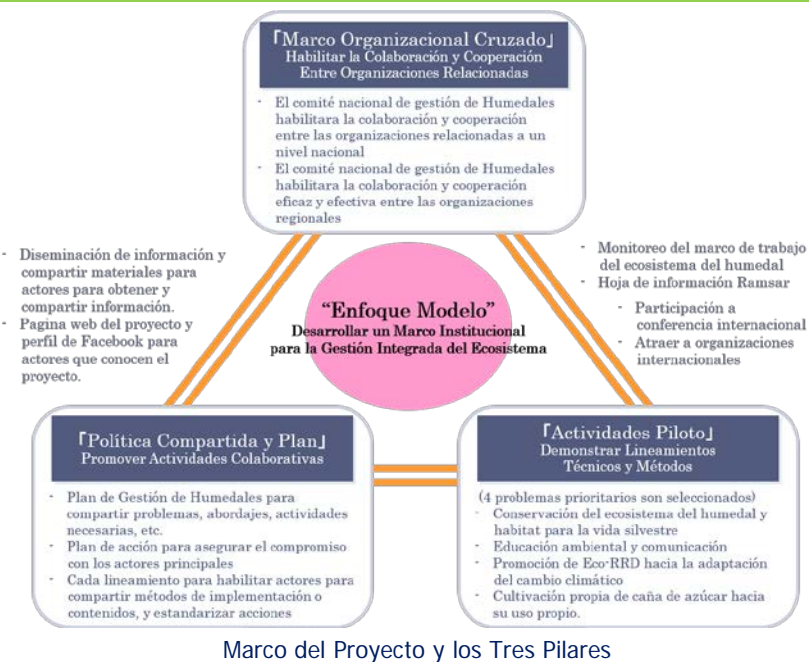 「Marco Organizacional Cruzado」
Habilitar la Colaboración y Cooperación
Entre Organizaciones Relacionadas
- El comité nacional de gestión de Humedales
habilitara la colaboración y cooperación
entre las organizaciones relacionadas a un
nivel nacional
- El comité nacional de gestión de Humedales
habilitara la colaboración y cooperación
eficaz y efectiva entre las organizaciones
regionales
- Diseminación de información y
compartir materiales para
actores para obtener y
compartir información.
- Pagina web del proyecto y
perfil de Facebook para
actores que conocen el
proyecto.
"Enfoque Modelo"
Desarrollar un Marco Institucional
para la Gestión Integrada del Ecosistema
- Monitoreo del marco de trabajo
del ecosistema del humedal
- Hoja de información Ramsar
- Participación a
conferencia internacional
- Atraer a organizaciones
internacionales
「Política Compartida y Plan」
Promover Actividades Colaborativas
- Plan de Gestión de Humedales para
compartir problemas, abordajes, actividades
necesarias, etc.
- Plan de acción para asegurar el compromiso
con los actores principales
- Cada lineamiento para habilitar actores para
compartir métodos de implementación o
contenidos, y estandarizar acciones
「Actividades Piloto」
Demonstrar Lineamientos
Técnicos y Métodos
(4 problemas prioritarios son seleccionados)
- Conservación del ecosistema del humedal y
habitat para la vida silvestre
- Educación ambiental y comunicación
- Promoción de Eco-RRD hacia la adaptación
del cambio climático
- Cultivación propia de caña de azúcar hacia
su uso propio.
Marco del Proyecto y los Tres Pilares